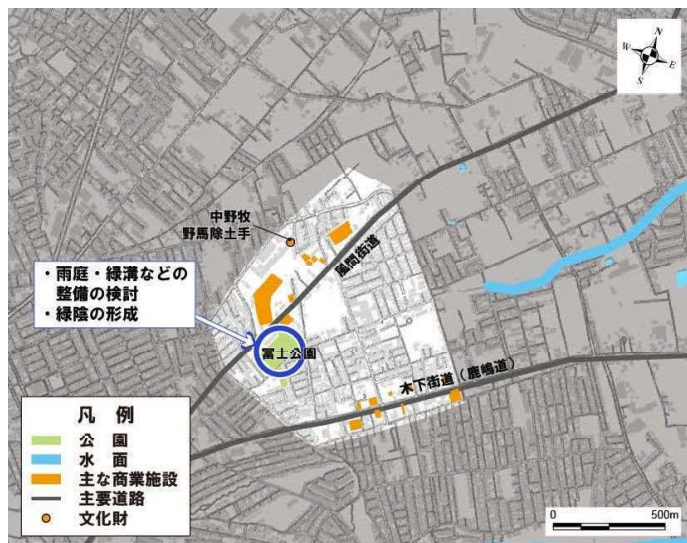 N
W
E
S
中野牧
野馬除土手
風間街道
・雨庭・緑溝などの
整備の検討
・緑陰の形成
冨士公園
木下街道（鹿嶋道）
凡例
公園
水面
主な商業施設
主要道路
文化財
0
500m